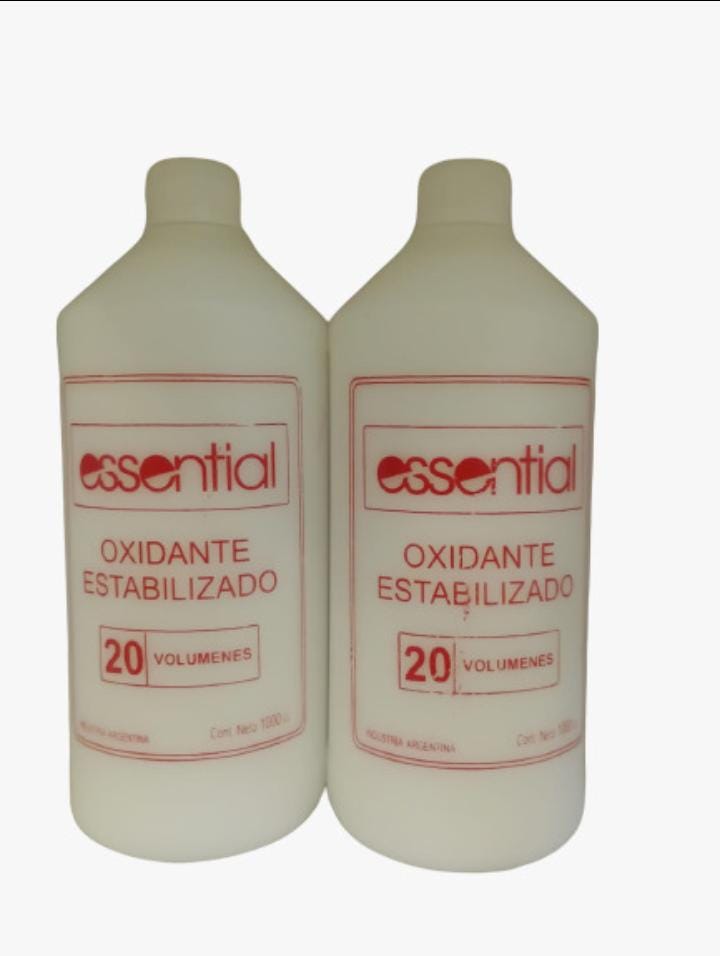 essential
OXIDANTE
ESTABILIZADO
20 VOLUMENES
INDUSTRIA ARGENTINA Cont. Neto 1000 c.c.
essential
OXIDANTE
ESTABILIZADO
20 VOLUMENES
INDUSTRIA ARGENTINA Cont. Neto